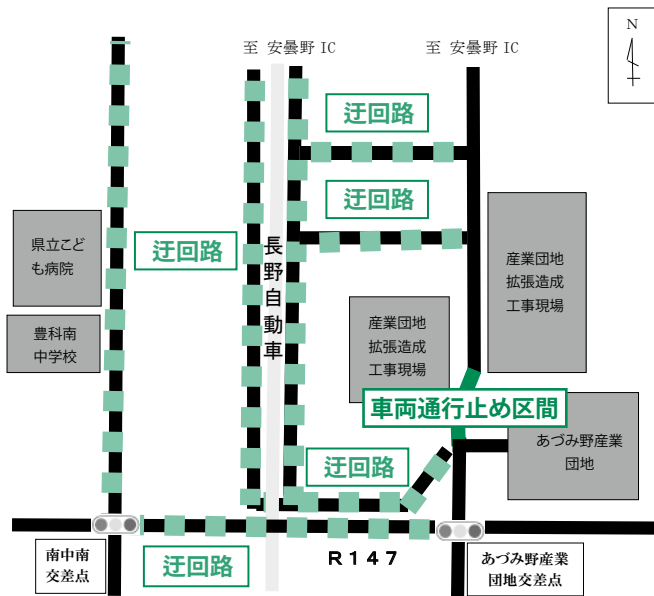 至 安曇野 IC
至 安曇野 IC
N
迂回路
迂回路
迂回路
県立こど
も病院
長野自動車
産業団地
拡張造成
工事現場
産業団地
拡張造成
工事現場
豊科南
中学校
車両通行止め区間
あづみ野産業
団地
迂回路
南中南
交差点
迂回路
R147
あづみ野産業
団地交差点